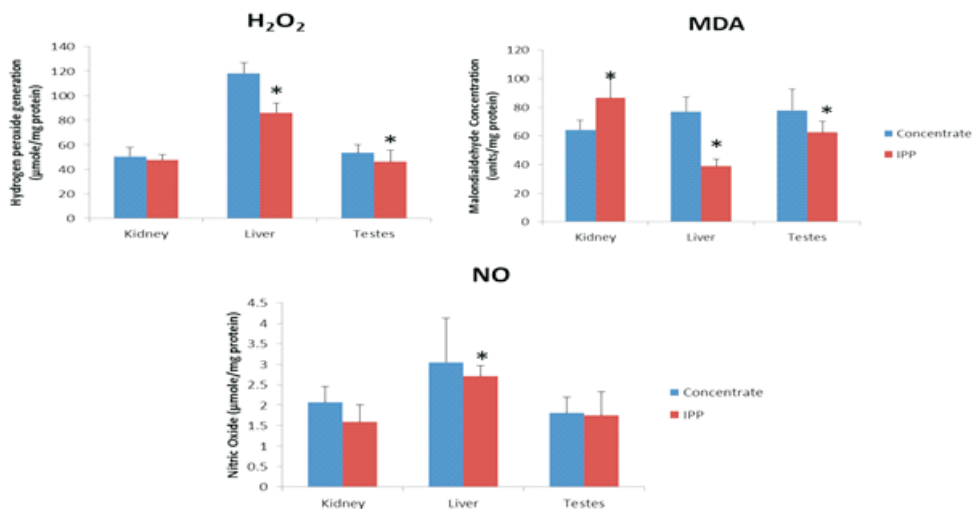 H₂O₂
Hydrogen peroxide generation
(µmole/mg protein)
140
120
100
80
60
40
20
0
*
*
Kidney Liver Testes
MDA
Malondialdehyde Concentration
(units/mg protein)
120
100
80
60
40
20
0
*
*
*
Kidney Liver Testes
Concentrate
IPP
NO
Nitric Oxide (µmole/mg protein)
4.5
4
3.5
3
2.5
2
1.5
1
0.5
0
*
Kidney Liver Testes
Concentrate
IPP